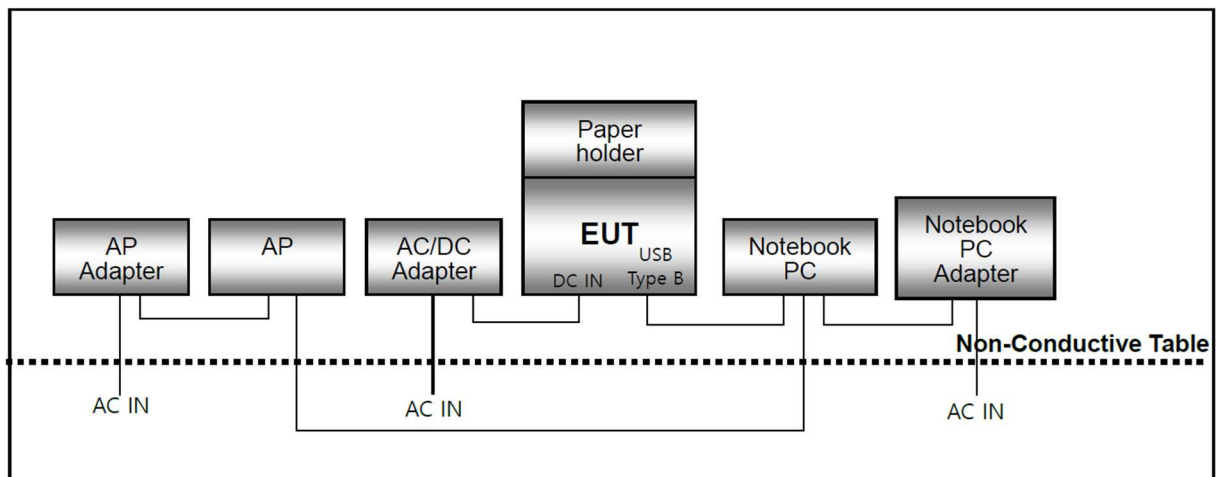 Paper
holder
AP
Adapter
AP
AC/DC
Adapter
EUT
USB
DC IN
Type B
Notebook
PC
Notebook
PC
Adapter
Non-Conductive Table
AC IN
AC IN
AC IN